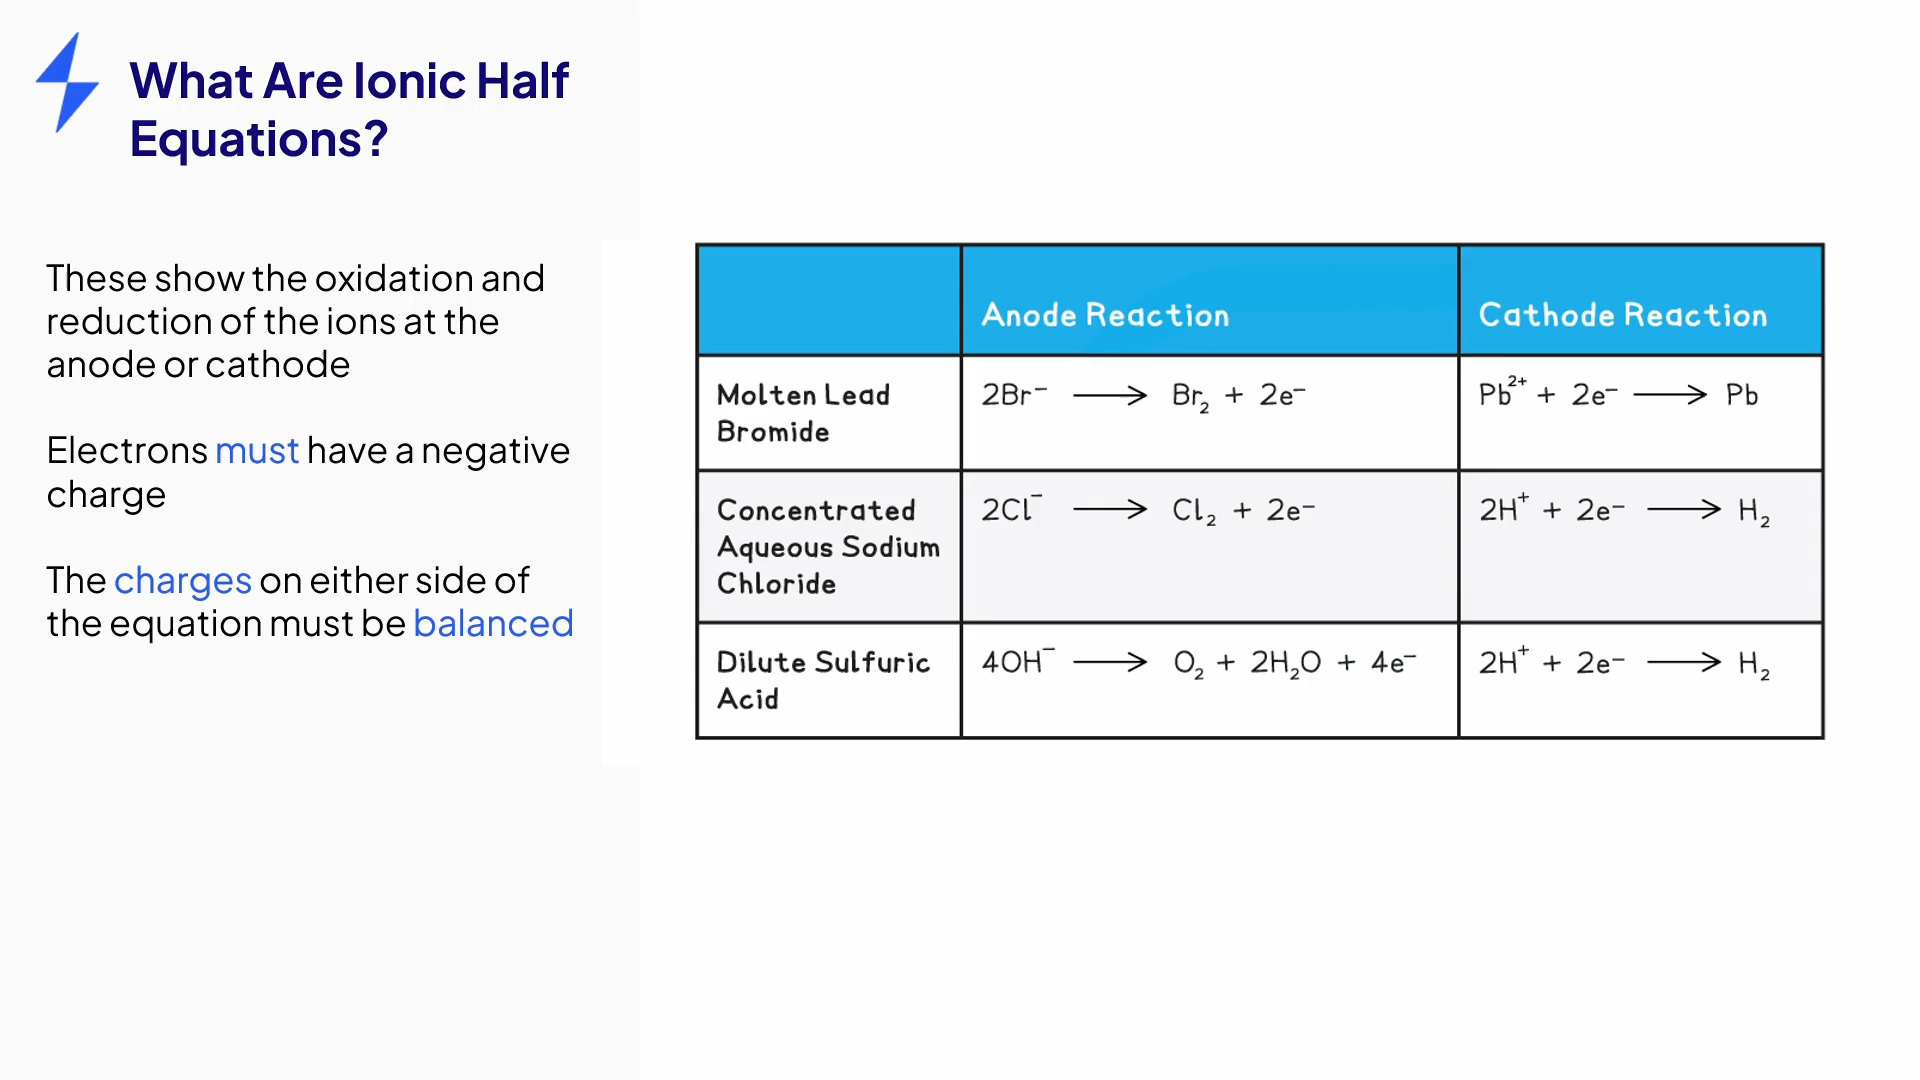 What Are Ionic Half
Equations?
These show the oxidation and
reduction of the ions at the
anode or cathode
Electrons must have a negative
charge
The charges on either side of
the equation must be balanced
Anode Reaction
Cathode Reaction
Molten Lead
Bromide
2Br⁻ ⟶ Br₂ + 2e⁻
Pb²⁺ + 2e⁻ ⟶ Pb
Concentrated
Aqueous Sodium
Chloride
2Cl⁻ ⟶ Cl₂ + 2e⁻
2H⁺ + 2e⁻ ⟶ H₂
Dilute Sulfuric
Acid
4OH⁻ ⟶ O₂ + 2H₂O + 4e⁻
2H⁺ + 2e⁻ ⟶ H₂